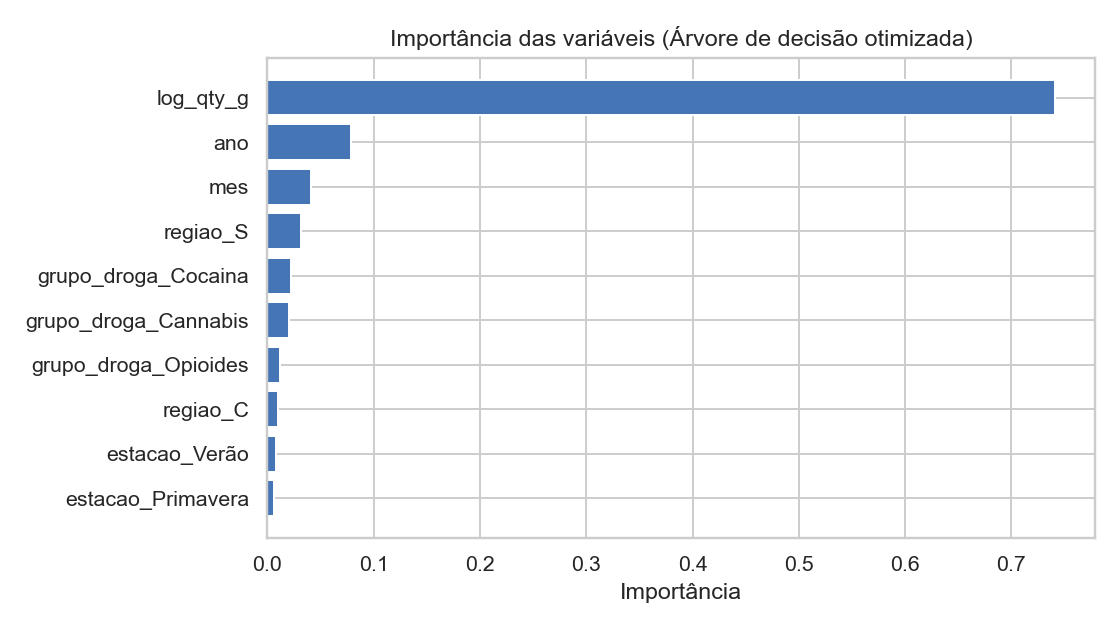 Importância das variáveis (Árvore de decisão otimizada)
log_qty_g
ano
mes
regiao_S
grupo_droga_Cocaina
grupo_droga_Cannabis
grupo_droga_Opioides
regiao_C
estacao_Verão
estacao_Primavera
0.0 0.1 0.2 0.3 0.4 0.5 0.6 0.7
Importância